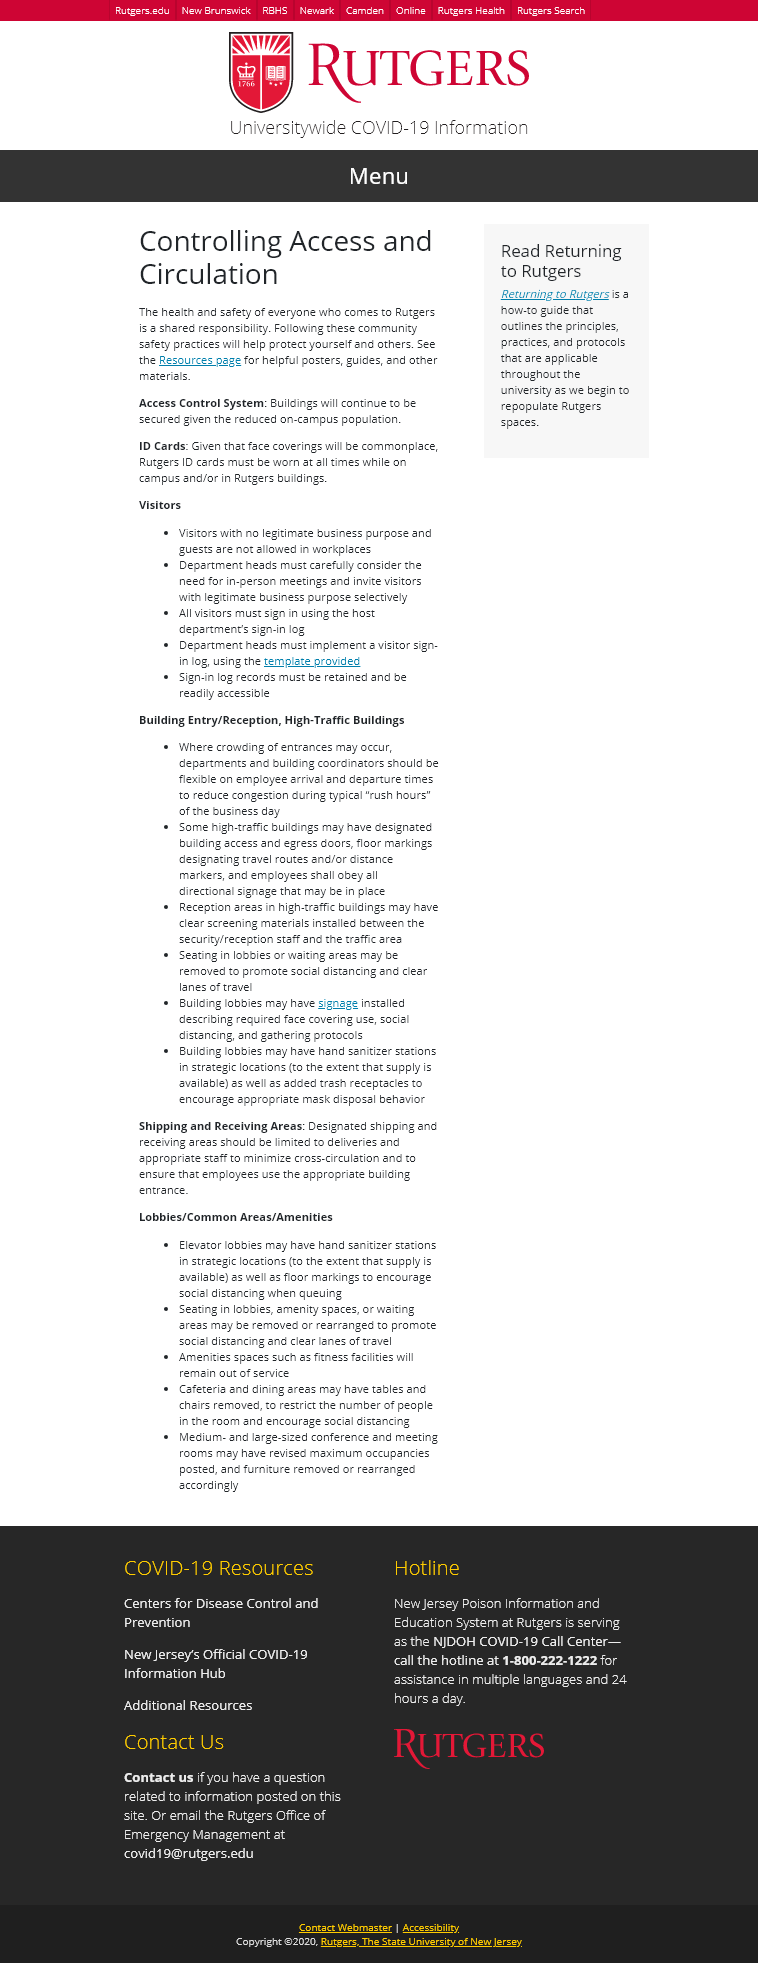 Rutgers.edu New Brunswick RBHS Newark Camden Online Rutgers Health Rutgers Search
1766
RUTGERS
Universitywide COVID-19 Information
Menu
Controlling Access and
Circulation
The health and safety of everyone who comes to Rutgers
is a shared responsibility. Following these community
safety practices will help protect yourself and others. See
the Resources page for helpful posters, guides, and other
materials.
Access Control System: Buildings will continue to be
secured given the reduced on-campus population.
ID Cards: Given that face coverings will be commonplace,
Rutgers ID cards must be worn at all times while on
campus and/or in Rutgers buildings.
Visitors
• Visitors with no legitimate business purpose and
guests are not allowed in workplaces
• Department heads must carefully consider the
need for in-person meetings and invite visitors
with legitimate business purpose selectively
• All visitors must sign in using the host
department’s sign-in log
• Department heads must implement a visitor sign-
in log, using the template provided
• Sign-in log records must be retained and be
readily accessible
Building Entry/Reception, High-Traffic Buildings
• Where crowding of entrances may occur,
departments and building coordinators should be
flexible on employee arrival and departure times
to reduce congestion during typical “rush hours”
of the business day
• Some high-traffic buildings may have designated
building access and egress doors, floor markings
designating travel routes and/or distance
markers, and employees shall obey all
directional signage that may be in place
• Reception areas in high-traffic buildings may have
clear screening materials installed between the
security/reception staff and the traffic area
• Seating in lobbies or waiting areas may be
removed to promote social distancing and clear
lanes of travel
• Building lobbies may have signage installed
describing required face covering use, social
distancing, and gathering protocols
• Building lobbies may have hand sanitizer stations
in strategic locations (to the extent that supply is
available) as well as added trash receptacles to
encourage appropriate mask disposal behavior
Shipping and Receiving Areas: Designated shipping and
receiving areas should be limited to deliveries and
appropriate staff to minimize cross-circulation and to
ensure that employees use the appropriate building
entrance.
Lobbies/Common Areas/Amenities
• Elevator lobbies may have hand sanitizer stations
in strategic locations (to the extent that supply is
available) as well as floor markings to encourage
social distancing when queuing
• Seating in lobbies, amenity spaces, or waiting
areas may be removed or rearranged to promote
social distancing and clear lanes of travel
• Amenities spaces such as fitness facilities will
remain out of service
• Cafeteria and dining areas may have tables and
chairs removed, to restrict the number of people
in the room and encourage social distancing
• Medium- and large-sized conference and meeting
rooms may have revised maximum occupancies
posted, and furniture removed or rearranged
accordingly
Read Returning
to Rutgers
Returning to Rutgers is a
how-to guide that
outlines the principles,
practices, and protocols
that are applicable
throughout the
university as we begin to
repopulate Rutgers
spaces.
COVID-19 Resources
Centers for Disease Control and
Prevention
New Jersey’s Official COVID-19
Information Hub
Additional Resources
Contact Us
Contact us if you have a question
related to information posted on this
site. Or email the Rutgers Office of
Emergency Management at
covid19@rutgers.edu
Hotline
New Jersey Poison Information and
Education System at Rutgers is serving
as the NJDOH COVID-19 Call Center—
call the hotline at 1-800-222-1222 for
assistance in multiple languages and 24
hours a day.
RUTGERS
Contact Webmaster | Accessibility
Copyright ©2020, Rutgers, The State University of New Jersey